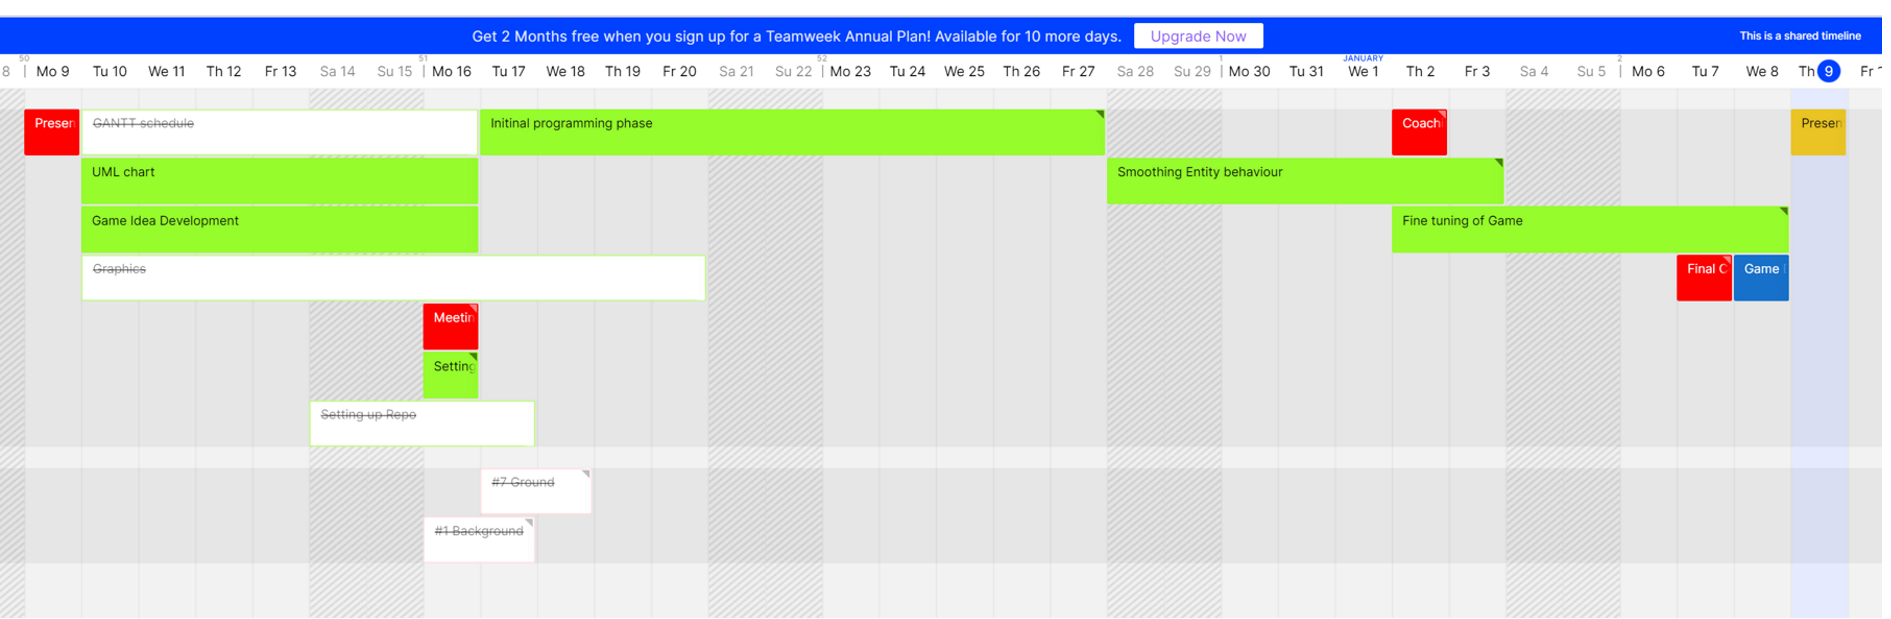 Get 2 Months free when you sign up for a Teamweek Annual Plan! Available for 10 more days. Upgrade Now This is a shared timeline
50 51 52 1 JANUARY 2
8 Mo 9 Tu 10 We 11 Th 12 Fr 13 Sa 14 Su 15 Mo 16 Tu 17 We 18 Th 19 Fr 20 Sa 21 Su 22 Mo 23 Tu 24 We 25 Th 26 Fr 27 Sa 28 Su 29 Mo 30 Tu 31 We 1 Th 2 Fr 3 Sa 4 Su 5 Mo 6 Tu 7 We 8 Th 9 Fr
Presen GANTT schedule Initinal programming phase Coach Presen
UML chart Smoothing Entity behaviour
Game Idea Development Fine tuning of Game
Graphics Final C Game
Meetin
Setting
Setting up Repo
#7 Ground
#1 Background